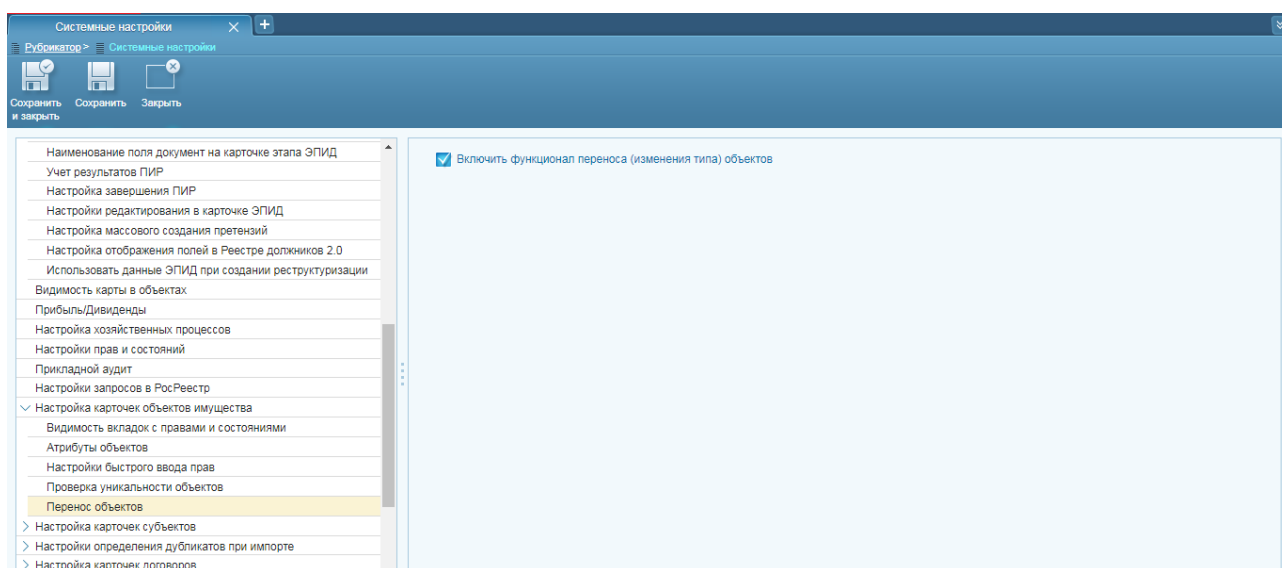 Системные настройки
Рубрикатор > Системные настройки
Сохранить и закрыть
Сохранить
Закрыть
Наименование поля документ на карточке этапа ЭПИД
Учет результатов ПИР
Настройка завершения ПИР
Настройки редактирования в карточке ЭПИД
Настройка массового создания претензий
Настройка отображения полей в Реестре должников 2.0
Использовать данные ЭПИД при создании реструктуризации
Видимость карты в объектах
Прибыль/Дивиденды
Настройка хозяйственных процессов
Настройки прав и состояний
Прикладной аудит
Настройки запросов в РосРеестр
Настройка карточек объектов имущества
Видимость вкладок с правами и состояниями
Атрибуты объектов
Настройки быстрого ввода прав
Проверка уникальности объектов
Перенос объектов
Настройка карточек субъектов
Настройки определения дубликатов при импорте
Настройка карточек договоров
Включить функционал переноса (изменения типа) объектов